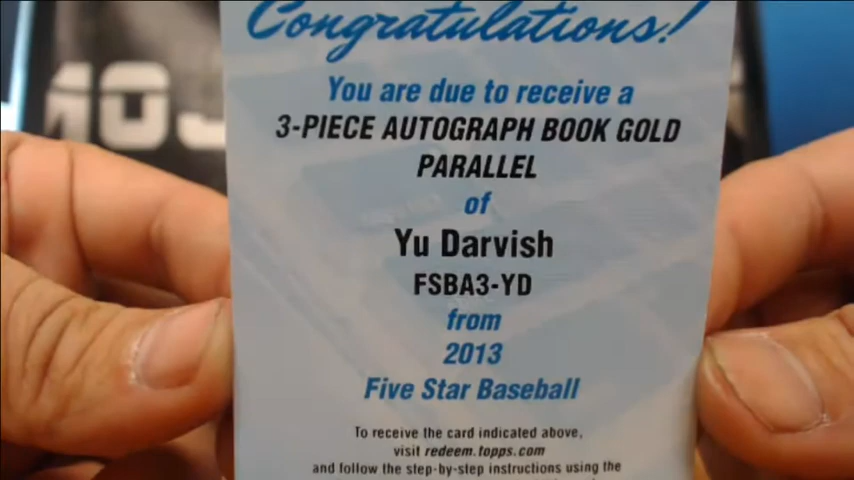 Congratulations!
You are due to receive a
3-PIECE AUTOGRAPH BOOK GOLD
PARALLEL
of
Yu Darvish
FSBA3-YD
from
2013
Five Star Baseball
To receive the card indicated above,
visit redeem.topps.com
and follow the step-by-step instructions using the